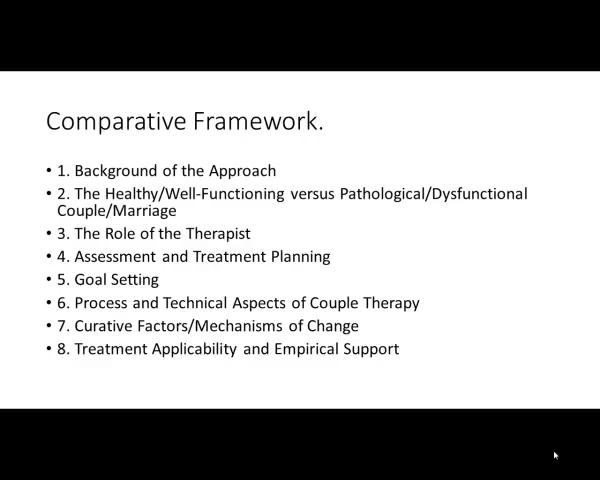 Comparative Framework.
• 1. Background of the Approach
• 2. The Healthy/Well-Functioning versus Pathological/Dysfunctional
Couple/Marriage
• 3. The Role of the Therapist
• 4. Assessment and Treatment Planning
• 5. Goal Setting
• 6. Process and Technical Aspects of Couple Therapy
• 7. Curative Factors/Mechanisms of Change
• 8. Treatment Applicability and Empirical Support